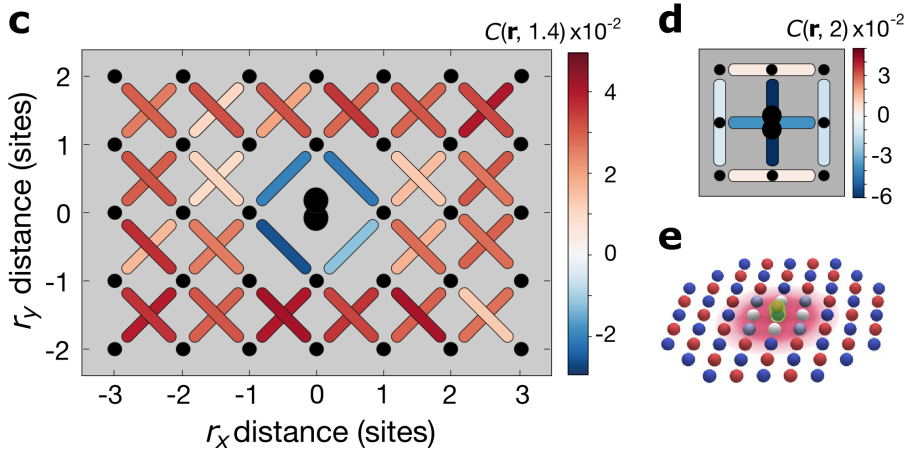 c
C(r, 1.4) x10⁻²
2
1
0
-1
-2
r_y distance (sites)
-3
-2
-1
0
1
2
3
r_x distance (sites)
4
2
0
-2
d
C(r, 2) x10⁻²
3
0
-3
-6
e